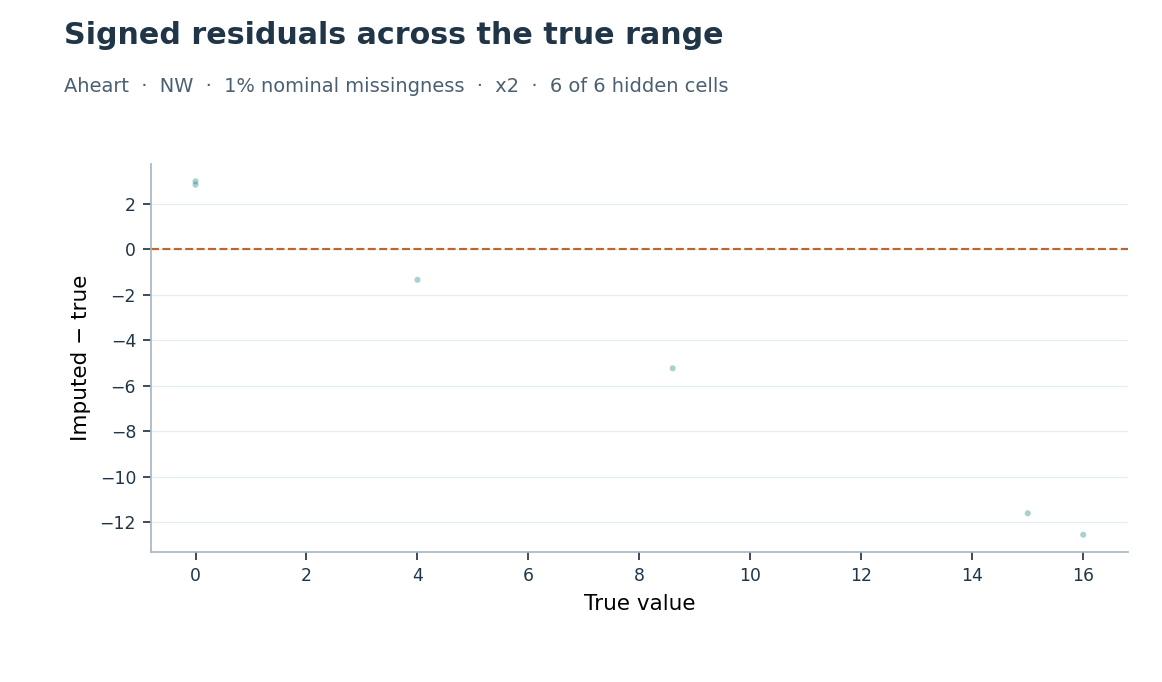 Signed residuals across the true range
Aheart · NW · 1% nominal missingness · x2 · 6 of 6 hidden cells
Imputed − true
2
0
−2
−4
−6
−8
−10
−12
0 2 4 6 8 10 12 14 16
True value